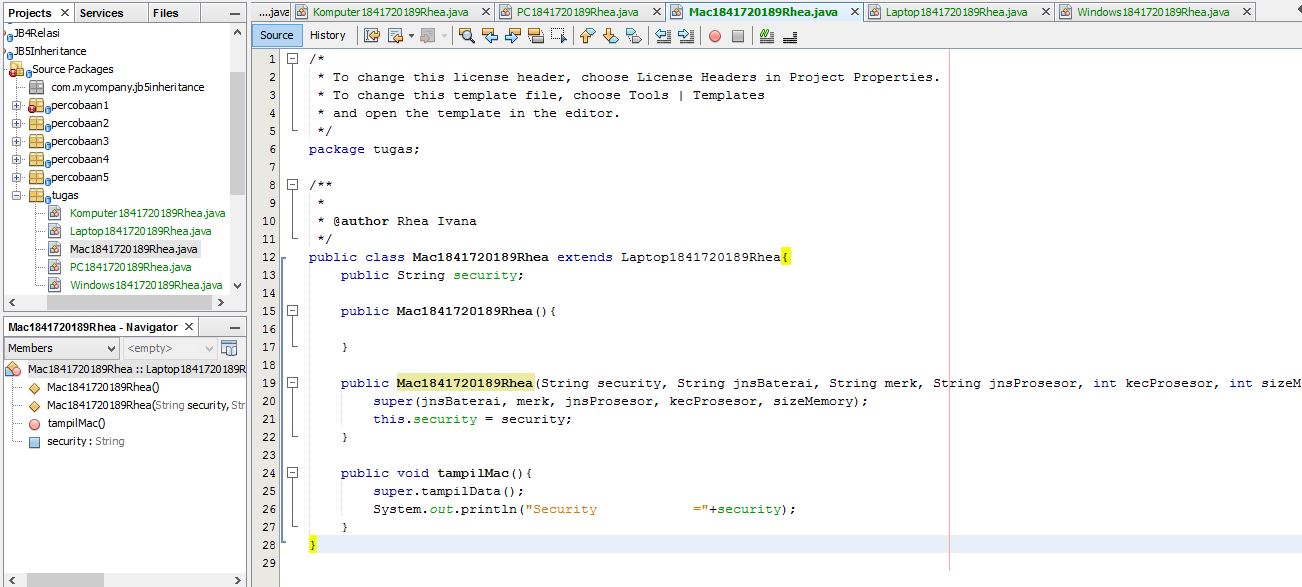 Projects Services Files
JB4Relasi
JB5Inheritance
Source Packages
com.mycompany.jb5inheritance
percobaan1
percobaan2
percobaan3
percobaan4
percobaan5
tugas
Komputer1841720189Rhea.java
Laptop1841720189Rhea.java
Mac1841720189Rhea.java
PC1841720189Rhea.java
Windows1841720189Rhea.java
Mac1841720189Rhea - Navigator
Members <empty>
Mac1841720189Rhea :: Laptop1841720189R
Mac1841720189Rhea()
Mac1841720189Rhea(String security, Str
tampilMac()
security : String
...java Komputer1841720189Rhea.java PC1841720189Rhea.java Mac1841720189Rhea.java Laptop1841720189Rhea.java Windows1841720189Rhea.java
Source History
1 /*
2 * To change this license header, choose License Headers in Project Properties.
3 * To change this template file, choose Tools | Templates
4 * and open the template in the editor.
5 */
6 package tugas;
7
8 /**
9 *
10 * @author Rhea Ivana
11 */
12 public class Mac1841720189Rhea extends Laptop1841720189Rhea{
13 public String security;
14
15 public Mac1841720189Rhea(){
16
17 }
18
19 public Mac1841720189Rhea(String security, String jnsBaterai, String merk, String jnsProsesor, int kecProsesor, int sizeM
20 super(jnsBaterai, merk, jnsProsesor, kecProsesor, sizeMemory);
21 this.security = security;
22 }
23
24 public void tampilMac(){
25 super.tampilData();
26 System.out.println("Security            ="+security);
27 }
28 }
29